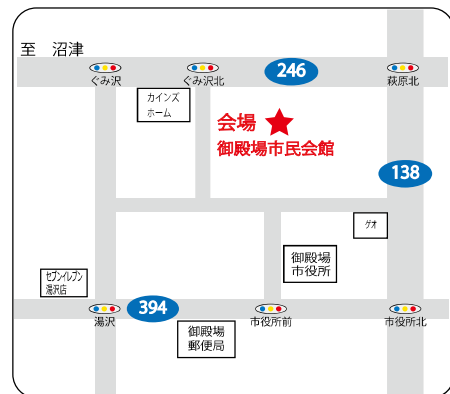 至 沼津
246
ぐみ沢
ぐみ沢北
萩原北
カインズ
ホーム
会場
御殿場市民会館
138
ゲオ
御殿場
市役所
セブンイレブン
湯沢店
394
湯沢
市役所前
市役所北
御殿場
郵便局